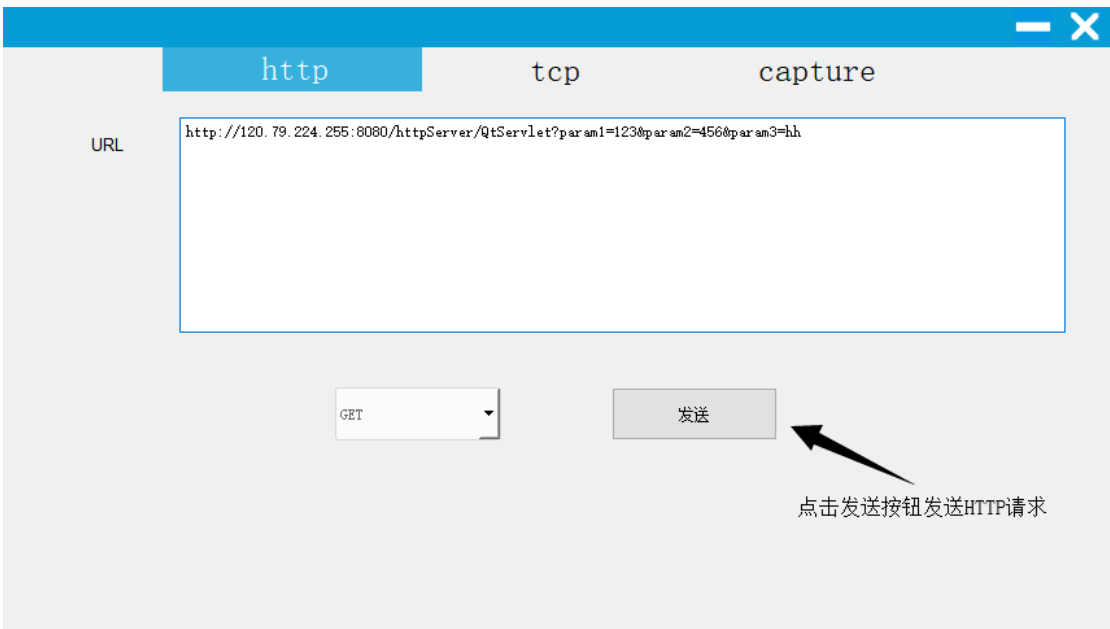 http
tcp
capture
URL
http://120.79.224.255:8080/httpServer/QtServlet?param1=123&param2=456&param3=hh
GET
发送
点击发送按钮发送HTTP请求